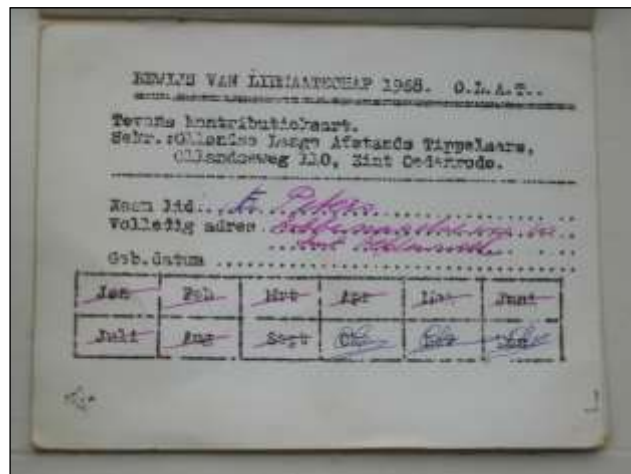 BEWIJS VAN LIDMAATSCHAP 1968. O.L.A.T..
Tevens kontributiekaart.
Sekr.:Ollandse Lange Afstands Tippelaars,
Ollandseweg 110, Sint Oedenrode.
Naam lid... Peters
Volledig adres
Geb.datum
Jan Feb Mrt Apr Mei Juni
Juli Aug Sept Okt Nov Dec